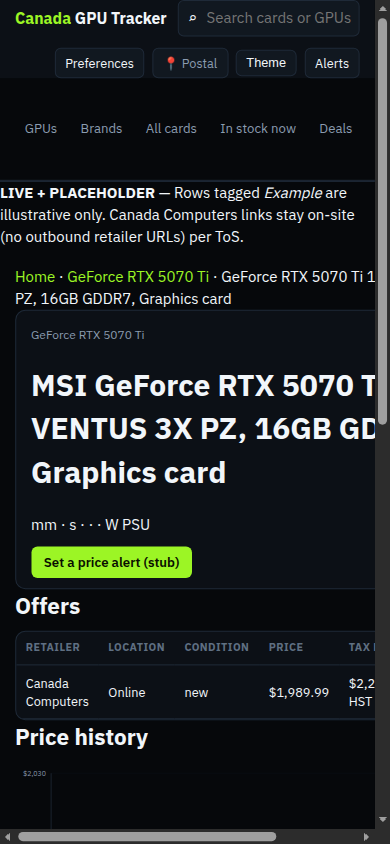 Canada GPU Tracker
Search cards or GPUs
Preferences
📍 Postal
Theme
Alerts
GPUs Brands All cards In stock now Deals
LIVE + PLACEHOLDER — Rows tagged Example are
illustrative only. Canada Computers links stay on-site
(no outbound retailer URLs) per ToS.
Home · GeForce RTX 5070 Ti · GeForce RTX 5070 Ti 1
PZ, 16GB GDDR7, Graphics card
GeForce RTX 5070 Ti
MSI GeForce RTX 5070 T
VENTUS 3X PZ, 16GB GD
Graphics card
mm · s · · · W PSU
Set a price alert (stub)
Offers
RETAILER LOCATION CONDITION PRICE TAX
Canada
Computers
Online new $1,989.99 $2,2
HST
Price history
$2,030